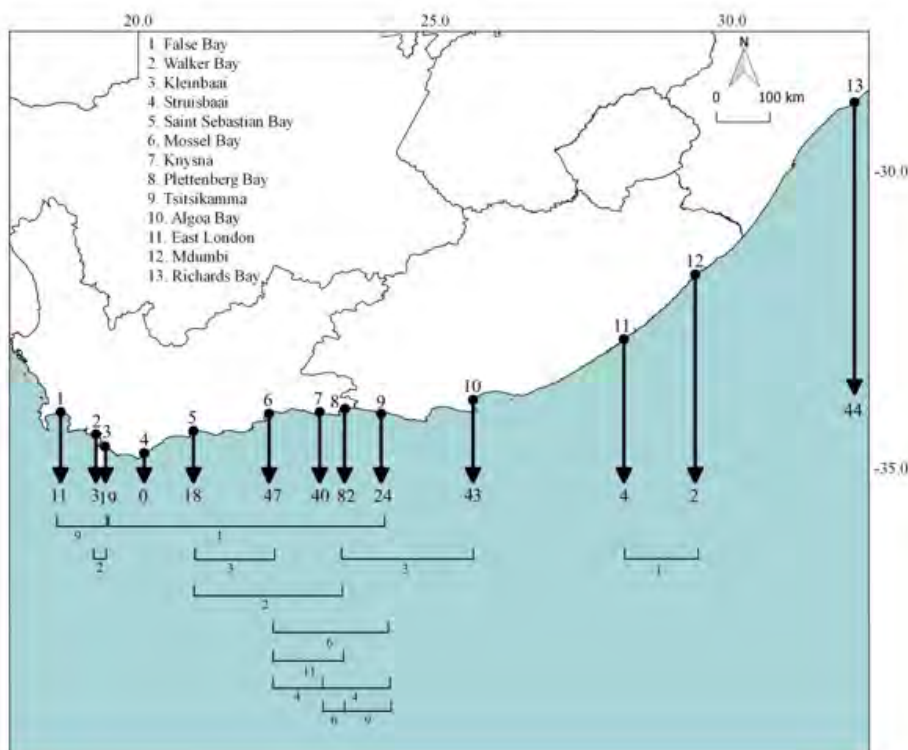 20.0 25.0 30.0
1 False Bay
2 Walker Bay
3. Kleinbaai
4. Struisbaai
5. Saint Sebastian Bay
6. Mossel Bay
7. Knysna
8. Plettenberg Bay
9. Tsitsikamma
10. Algoa Bay
11. East London
12. Mdumbi
13. Richards Bay
N
0 100 km
13
-30.0
12
11
10
1 2 3 4 5 6 7 8 9
44
-35.0
11 3 19 0 18 47 40 82 24 43 4 2
9 1
2 3 3 1
2
6
11
4 4
6 9